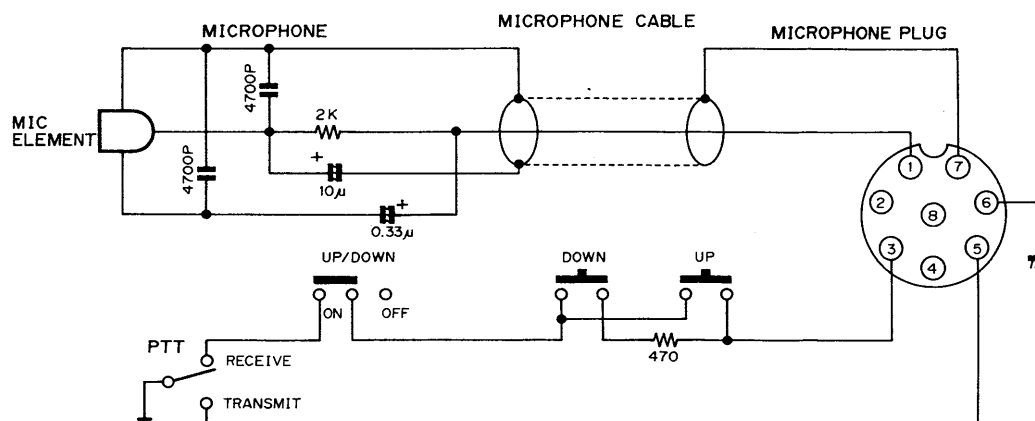 MICROPHONE
MICROPHONE CABLE
MICROPHONE PLUG
4700P
2K
MIC
ELEMENT
4700P
+
10μ
+
0.33μ
1
7
2
8
6
3
5
4
UP/DOWN
DOWN
UP
ON
OFF
470
PTT
RECEIVE
TRANSMIT